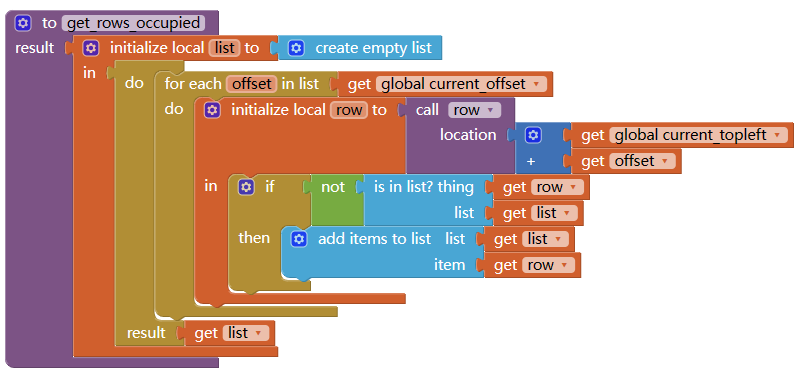 to get_rows_occupied
result initialize local list to create empty list
in do for each offset in list get global current_offset
do initialize local row to call row
location get global current_topleft
+ get offset
in if not is in list? thing get row
list get list
then add items to list list get list
item get row
result get list